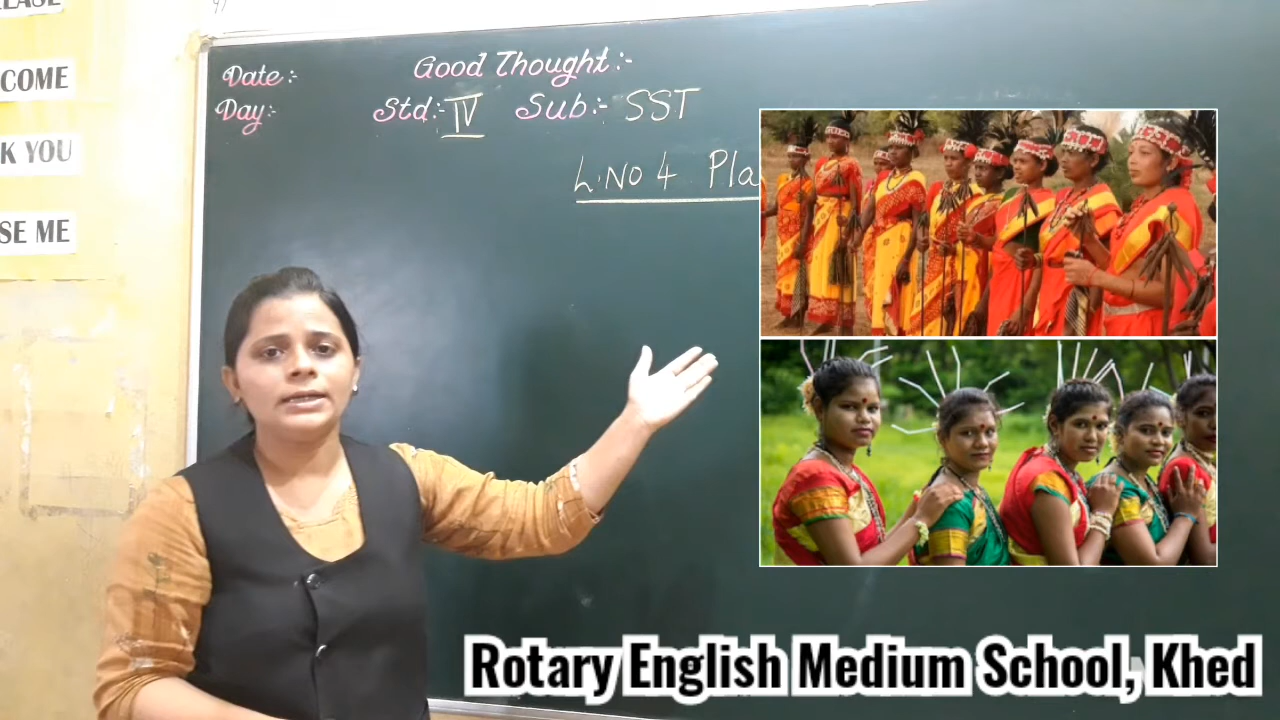 COME
K YOU
SE ME
Date:-
Good Thought:-
Day:-
Std:- IV Sub:- SST
L.No 4 Pla
Rotary English Medium School, Khed